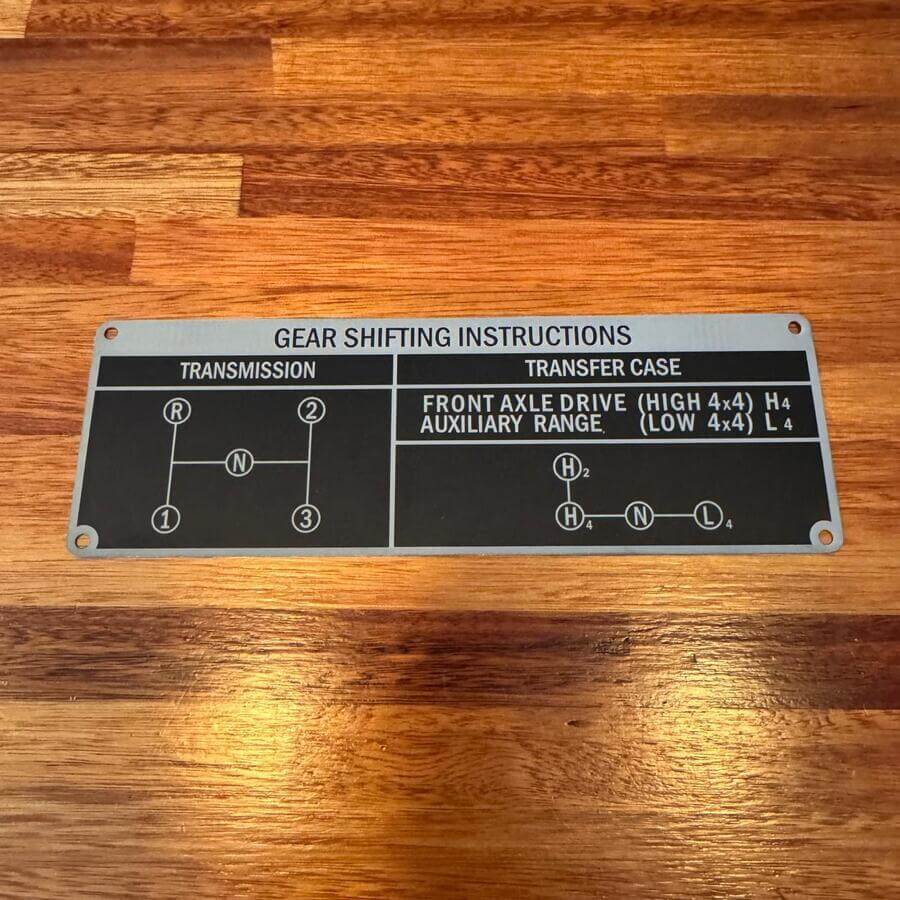 GEAR SHIFTING INSTRUCTIONS
TRANSMISSION
R 2
N
1 3
TRANSFER CASE
FRONT AXLE DRIVE (HIGH 4x4) H4
AUXILIARY RANGE (LOW 4x4) L 4
H2
H4 N L4